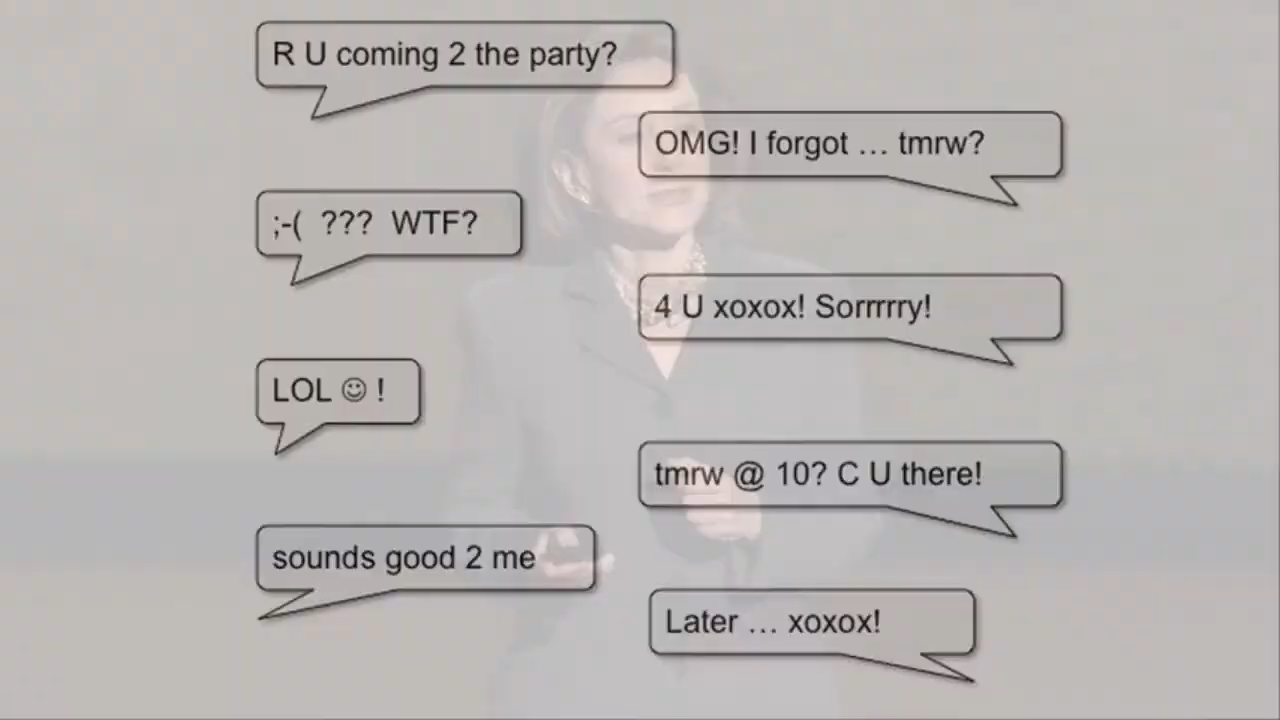 R U coming 2 the party?
OMG! I forgot … tmrw?
;-( ??? WTF?
4 U xoxox! Sorrrrry!
LOL ☺ !
tmrw @ 10? C U there!
sounds good 2 me
Later … xoxox!